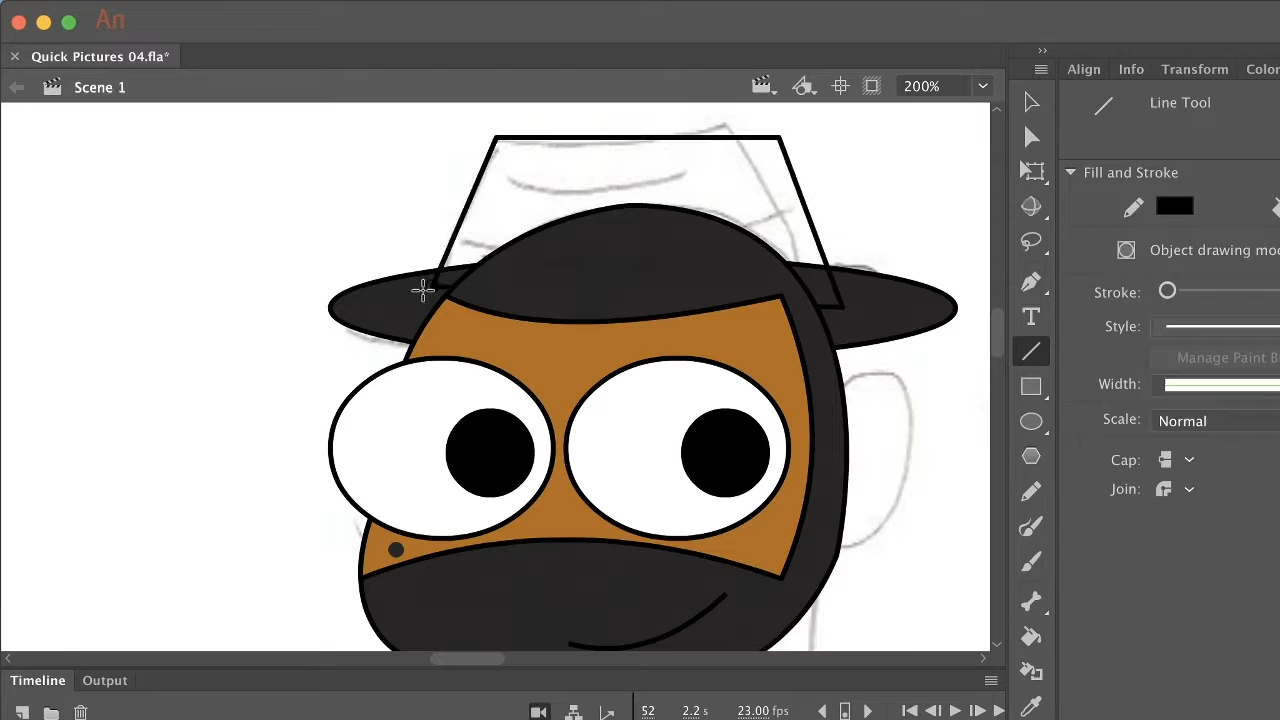 An
Quick Pictures 04.fla*
Scene 1
200%
Align Info Transform Color
Line Tool
Fill and Stroke
Object drawing mo
Stroke:
Style:
Manage Paint B
Width:
Scale: Normal
Cap:
Join:
T
Timeline Output
52 2.2 s 23.00 fps